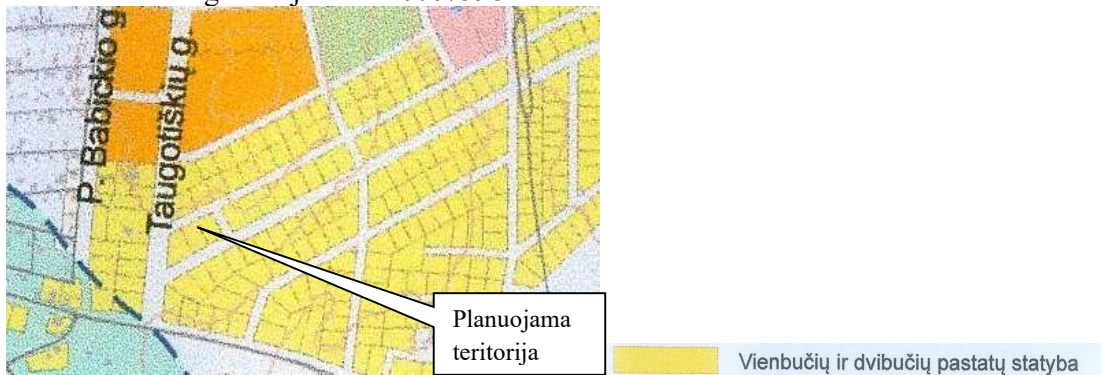 P. Babickio g.
Taugotiškių g.
Planuojama
teritorija
Vienbučių ir dvibučių pastatų statyba